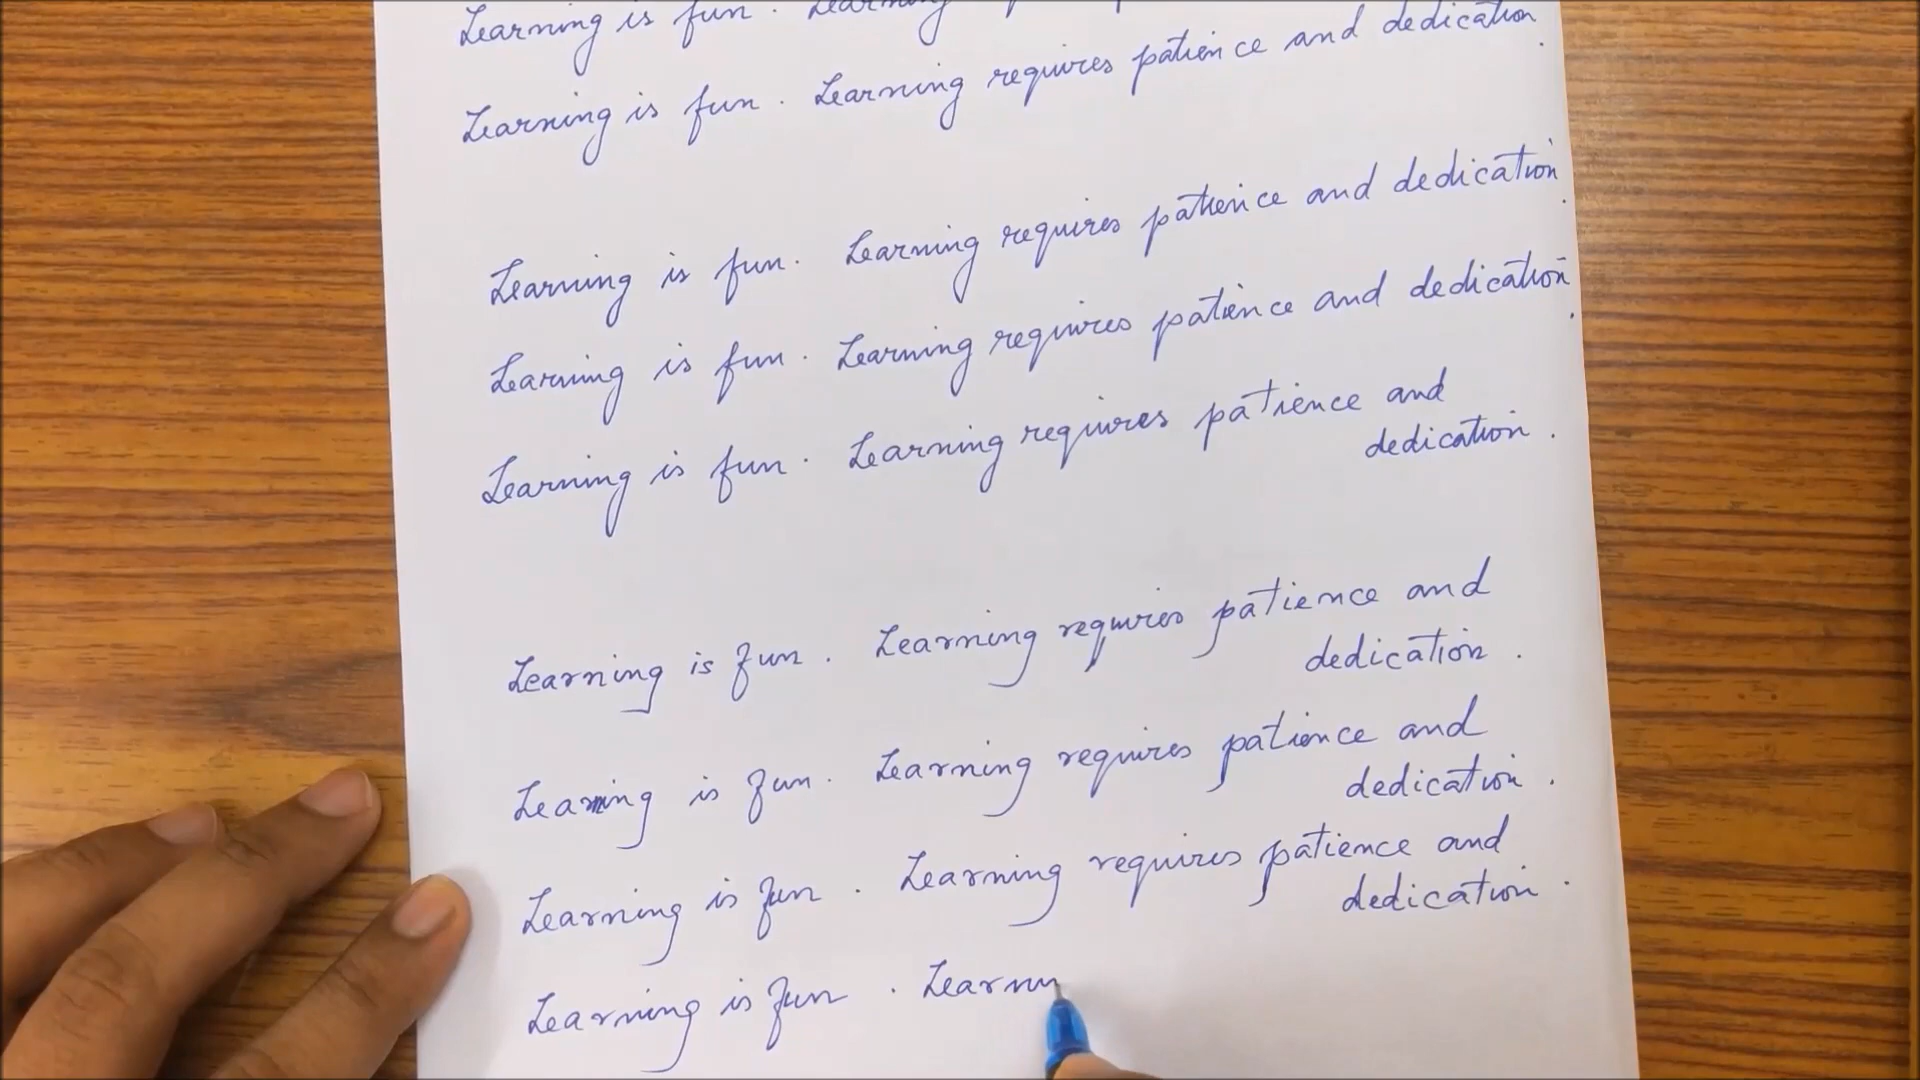 Learning is fun. Learning
Learning is fun. Learning requires patience and dedication.
Learning is fun. Learning requires patience and dedication.
Learning is fun. Learning requires patience and dedication.
Learning is fun. Learning requires patience and
dedication.
Learning is fun. Learning requires patience and
dedication.
Learning is fun. Learning requires patience and
dedication.
Learning is fun. Learning requires patience and
dedication.
Learning is fun. Learnin